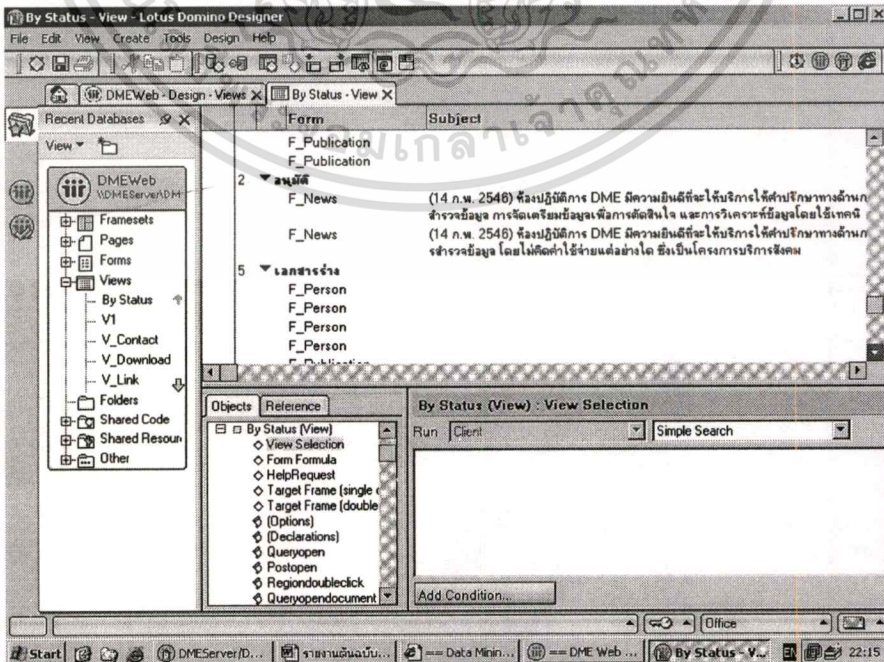 By Status - View - Lotus Domino Designer
File Edit View Create Tools Design Help
DMEWeb - Design - Views By Status - View
Recent Databases
View
DMEWeb
\\DMEServer\DM
Framesets
Pages
Forms
Views
By Status
V1
V_Contact
V_Download
V_Link
Folders
Shared Code
Shared Resour
Other
Form Subject
F_Publication
F_Publication
2 อนุมัติ
F_News (14 ก.พ. 2546) ห้องปฏิบัติการ DME มีความยินดีที่จะให้บริการให้คำปรึกษาทางด้านก
สำรวจข้อมูล การจัดเตรียมข้อมูลเพื่อการตัดสินใจ และการวิเคราะห์ข้อมูลโดยใช้เทคนิ
F_News (14 ก.พ. 2546) ห้องปฏิบัติการ DME มีความยินดีที่จะให้บริการให้คำปรึกษาทางด้านก
รสำรวจข้อมูล โดยไม่คิดค่าใช้จ่ายแต่อย่างใด ซึ่งเป็นโครงการบริการสังคม
5 เอกสารร่าง
F_Person
F_Person
F_Person
F_Person
F_Publication
Objects Reference
By Status (View)
View Selection
Form Formula
HelpRequest
Target Frame (single c
Target Frame (double
(Options)
(Declarations)
Queryopen
Postopen
Regiondoubleclick
Queryopendocument
By Status (View) : View Selection
Run Client Simple Search
Add Condition...
Office
Start DMEServer/D... รายงานต้นฉบับ... == Data Minin... == DME Web ... By Status - V... 22:15